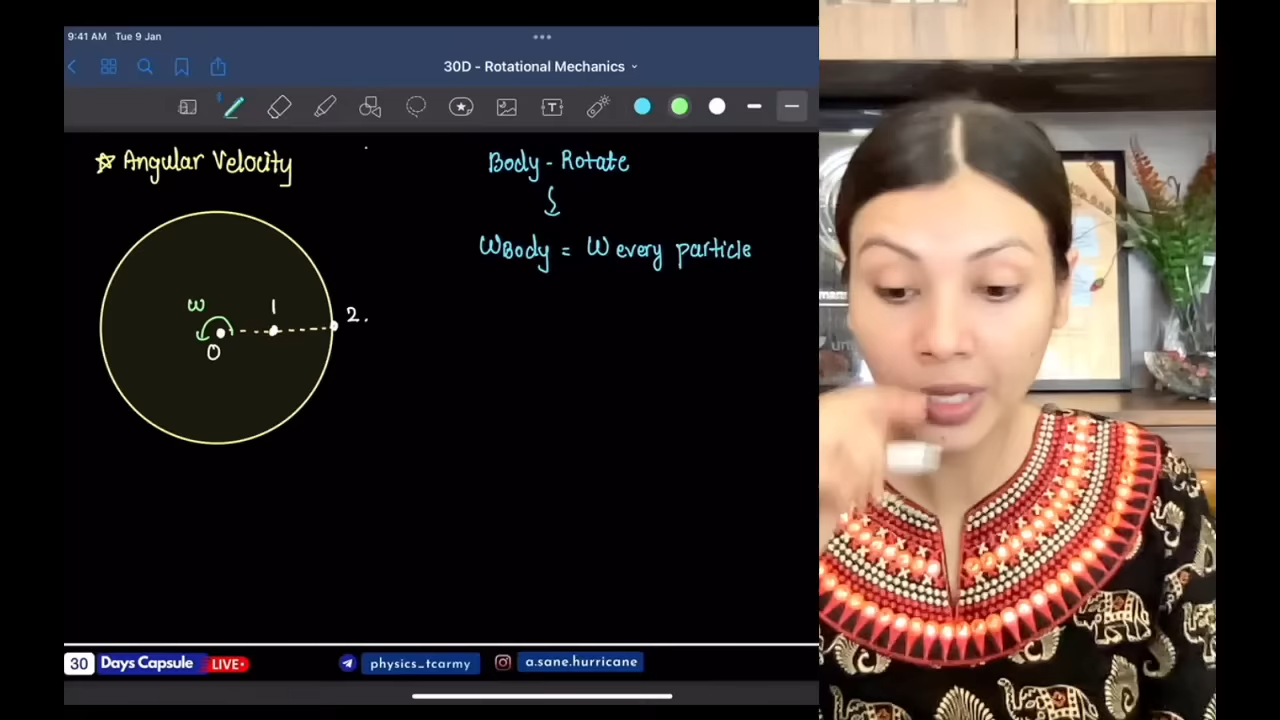 9:41 AM Tue 9 Jan
30D - Rotational Mechanics
T
Angular Velocity
Body - Rotate
ωBody = ω every particle
ω
1
2.
O
30 Days Capsule LIVE
physics_tcarmy
a.sane.hurricane